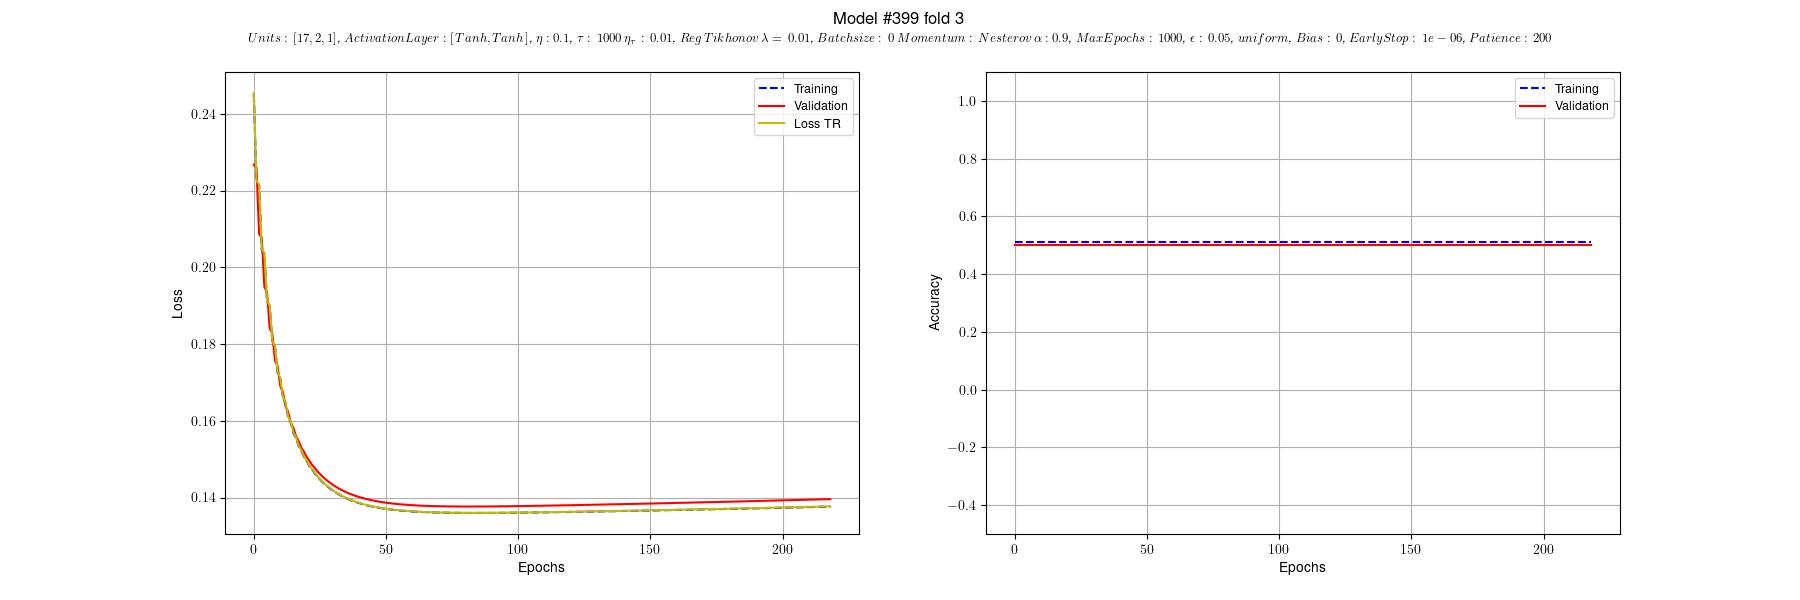 Model #399 fold 3
Units : [17, 2, 1], ActivationLayer : [Tanh, Tanh], η : 0.1, τ : 1000 η_τ : 0.01, Reg Tikhonov λ = 0.01, Batchsize : 0 Momentum : Nesterov α : 0.9, MaxEpochs : 1000, ϵ : 0.05, uniform, Bias : 0, EarlyStop : 1e − 06, Patience : 200
Training
Validation
Loss TR
0.24
0.22
0.20
0.18
0.16
0.14
Loss
0
50
100
150
200
Epochs
Training
Validation
1.0
0.8
0.6
0.4
0.2
0.0
−0.2
−0.4
Accuracy
0
50
100
150
200
Epochs